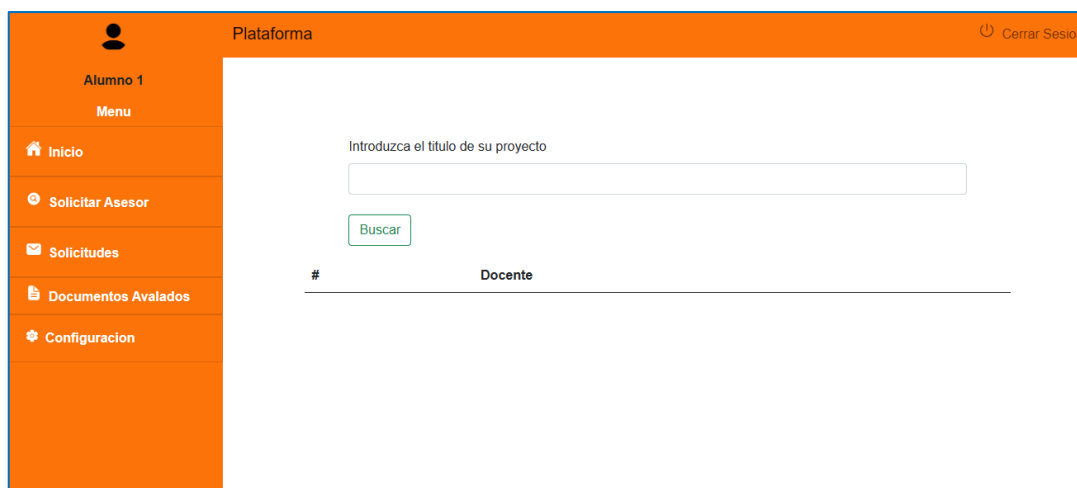 Plataforma
Cerrar Sesio
Alumno 1
Menu
Inicio
Solicitar Asesor
Solicitudes
Documentos Avalados
Configuracion
Introduzca el titulo de su proyecto
Buscar
# Docente